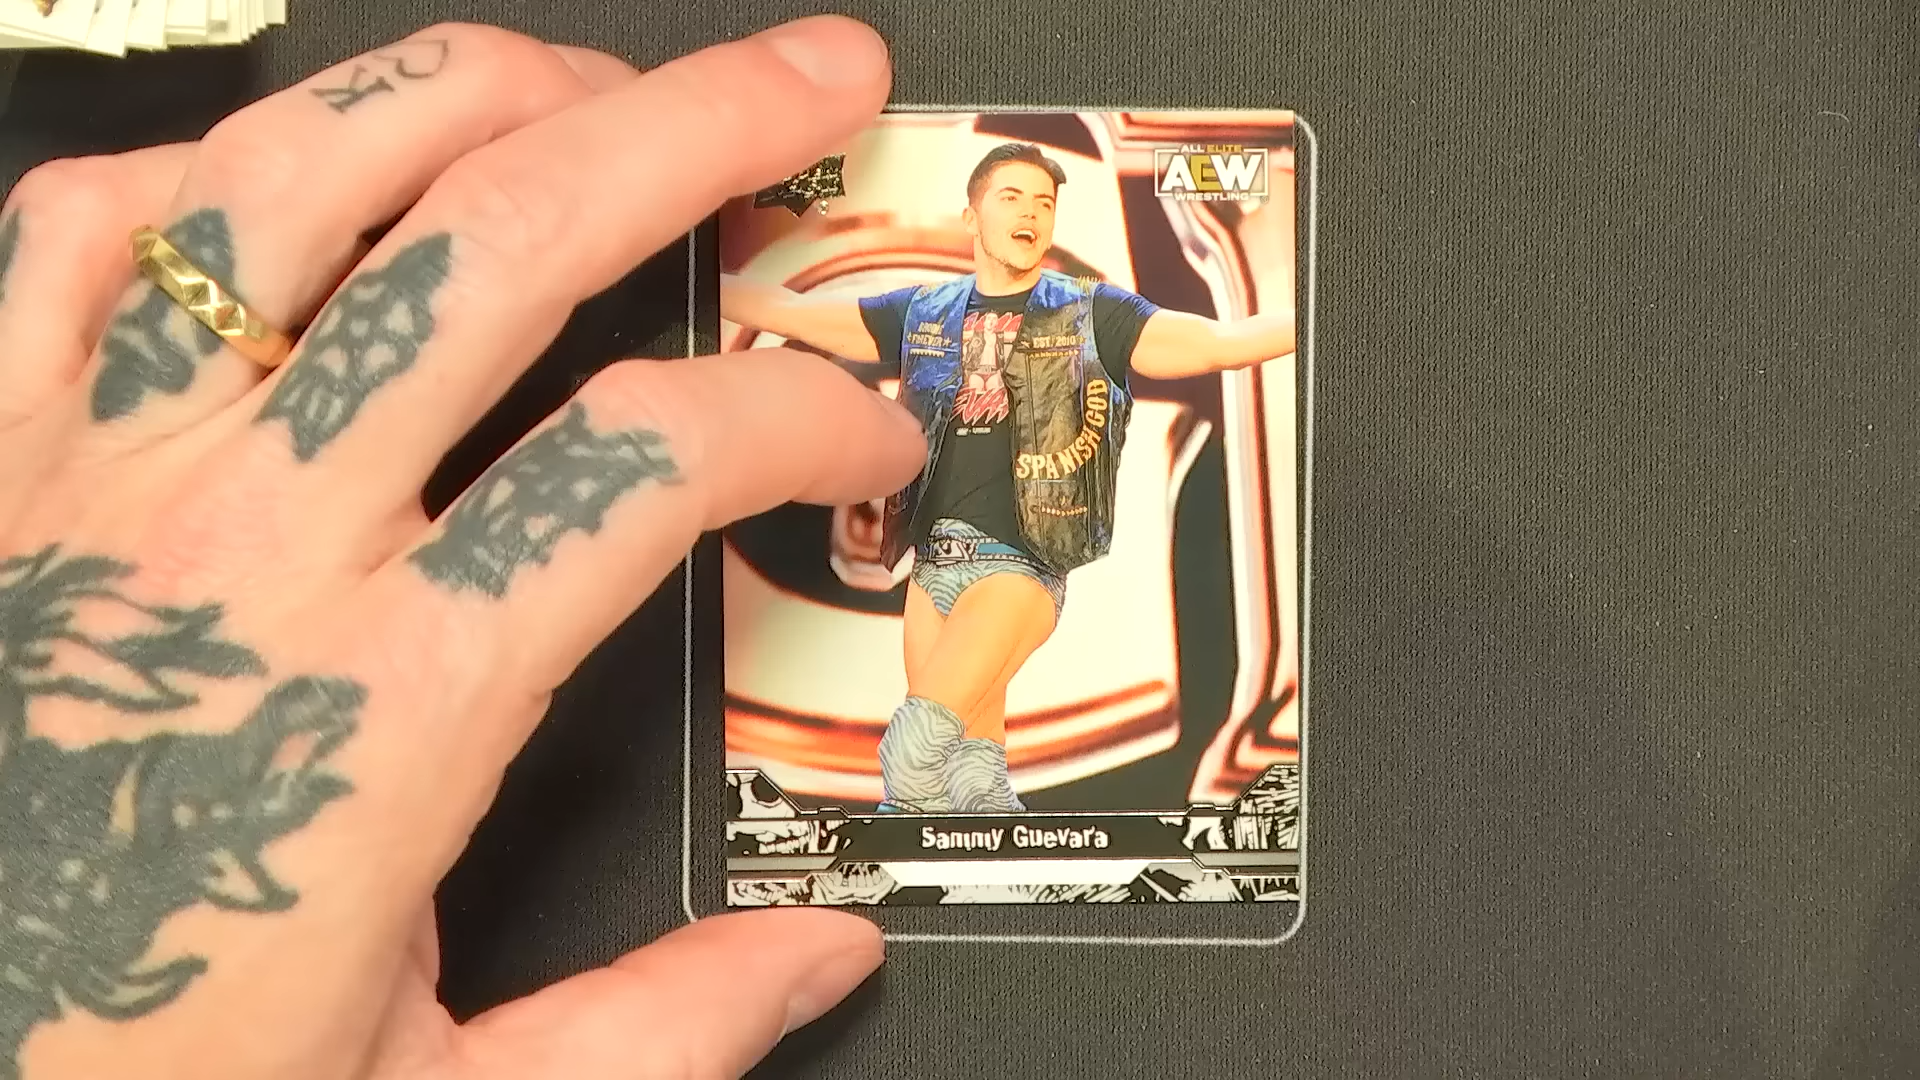 K
ALL ELITE
AEW
WRESTLING
EST. 2010
SPANISH GOD
Sammy Guevara